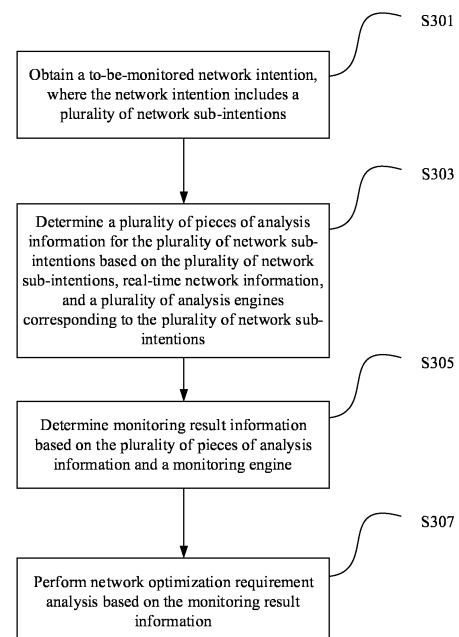 S301
Obtain a to-be-monitored network intention,
where the network intention includes a
plurality of network sub-intentions
S303
Determine a plurality of pieces of analysis
information for the plurality of network sub-
intentions based on the plurality of network
sub-intentions, real-time network information,
and a plurality of analysis engines
corresponding to the plurality of network sub-
intentions
S305
Determine monitoring result information
based on the plurality of pieces of analysis
information and a monitoring engine
S307
Perform network optimization requirement
analysis based on the monitoring result
information